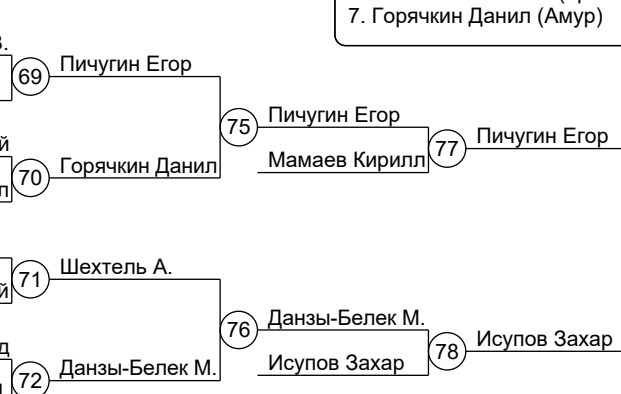 7. Горячкин Данил (Амур)
В.
69 Пичугин Егор
75 Пичугин Егор
77 Пичугин Егор
й
70 Горячкин Данил
Мамаев Кирилл
л
71 Шехтель А.
й
76 Данзы-Белек М.
78 Исупов Захар
д
72 Данзы-Белек М.
Исупов Захар